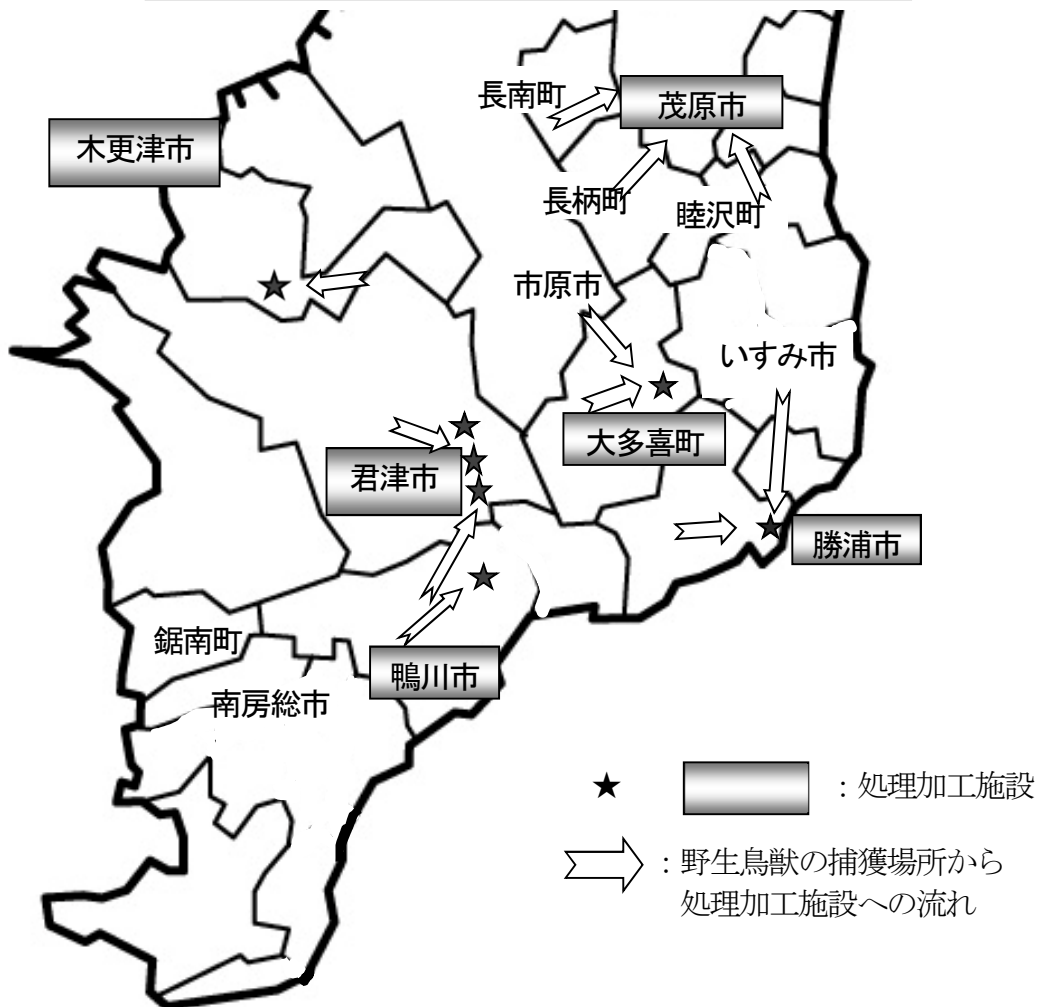 長南町
茂原市
木更津市
長柄町
睦沢町
市原市
いすみ市
大多喜町
君津市
勝浦市
鋸南町
鴨川市
南房総市
:処理加工施設
:野生鳥獣の捕獲場所から
処理加工施設への流れ